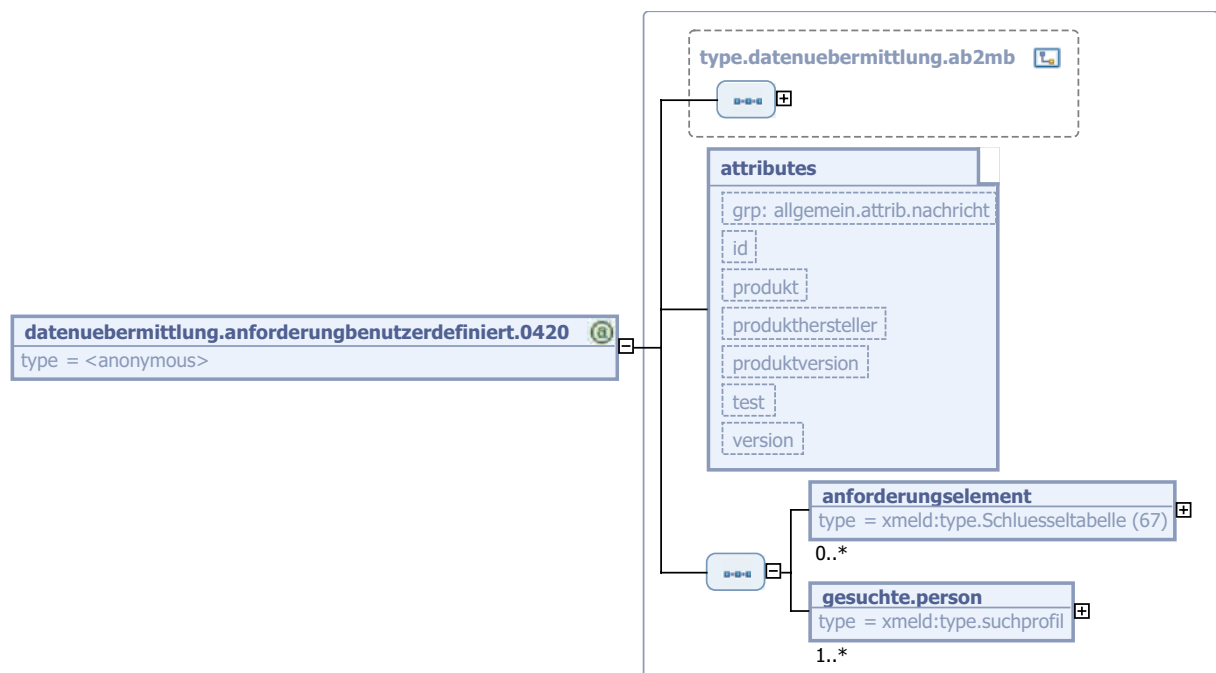 type.datenuebermittlung.ab2mb
attributes
grp: allgemein.attrib.nachricht
id
produkt
produkthersteller
produktversion
test
version
datenuebermittlung.anforderungbenutzerdefiniert.0420
type = <anonymous>
anforderungselement
type = xmeld:type.Schluesseltabelle (67)
0..*
gesuchte.person
type = xmeld:type.suchprofil
1..*